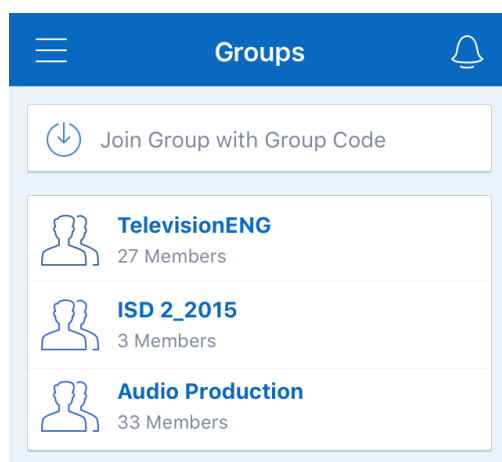 Groups
Join Group with Group Code
TelevisionENG
27 Members
ISD 2_2015
3 Members
Audio Production
33 Members